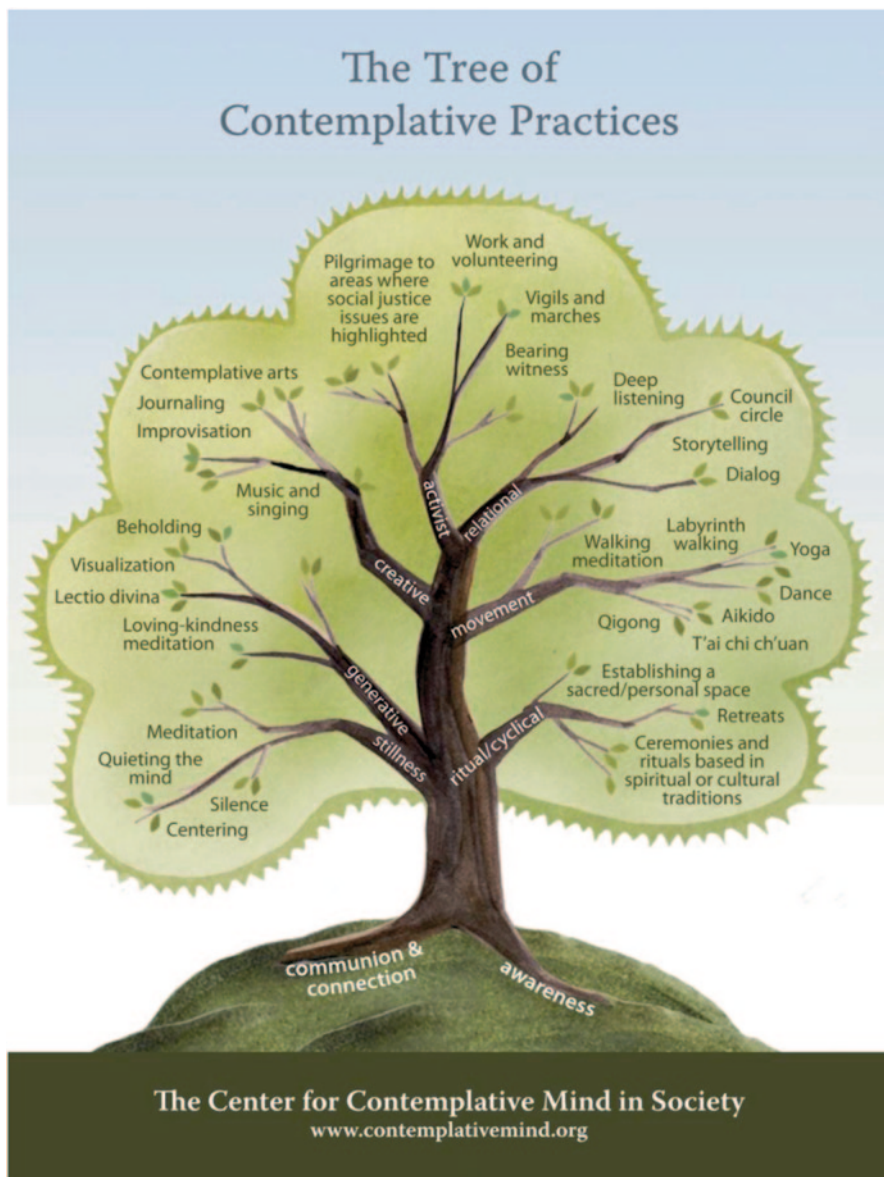 The Tree of
Contemplative Practices
Work and
volunteering
Pilgrimage to
areas where
social justice
issues are
highlighted
Vigils and
marches
Bearing
witness
Contemplative arts
Journaling
Improvisation
Music and
singing
Deep
listening
Council
circle
Storytelling
Dialog
activist
relational
creative
movement
Beholding
Visualization
Lectio divina
Loving-kindness
meditation
Walking
meditation
Labyrinth
walking
Yoga
Dance
Aikido
Qigong
T'ai chi ch'uan
generative
stillness
ritual/cyclical
Meditation
Quieting the
mind
Silence
Centering
Establishing a
sacred/personal space
Retreats
Ceremonies and
rituals based in
spiritual or cultural
traditions
communion &
connection
awareness
The Center for Contemplative Mind in Society
www.contemplativemind.org